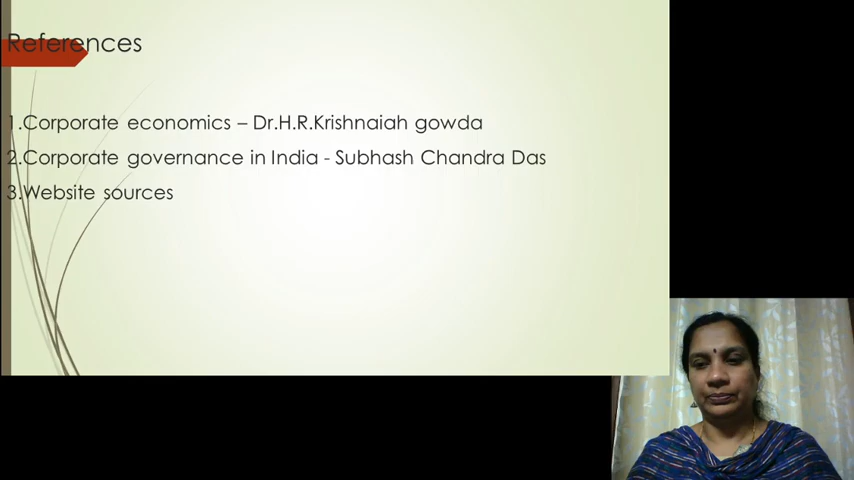 References
1.Corporate economics – Dr.H.R.Krishnaiah gowda
2.Corporate governance in India - Subhash Chandra Das
3.Website sources